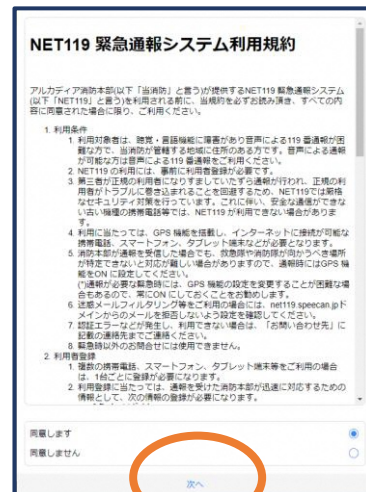 NET119 緊急通報システム利用規約
アルカディア消防本部(以下「当消防」と言う)が提供するNET119 緊急通報システム
(以下「NET119」と言う)を利用される前に、当規約を必ずお読み頂き、すべての内
容に同意された場合に限り、ご利用ください。
1. 利用条件
1. 利用対象者は、聴覚・言語機能に障害があり音声による119 番通報が困
難な方で、当消防が管轄する地域に住所のある方です。音声による通報
が可能な方は音声による119 番通報をご利用ください。
2. NET119 の利用には、事前に利用者登録が必要です。
3. 第三者が正規の利用者になりすましていたずら通報が行われ、正規の利
用者がトラブルに巻き込まれることを回避するため、NET119では厳格
なセキュリティ対策を行っています。これに伴い、安全な通信ができな
い古い機種の携帯電話等では、NET119 が利用できない場合がありま
す。
4. 利用に当たっては、GPS 機能を搭載し、インターネットに接続が可能な
携帯電話、スマートフォン、タブレット端末などが必要となります。
5. 消防本部が通報を受信した場合でも、救急隊や消防隊が向かうべき場所
が特定できないと対応が難しい場合がありますので、通報時にはGPS 機
能をON に設定してください。
(*)通報が必要な緊急時には、GPS 機能の設定を変更することが困難な場
合もあるので、常にON にしておくことをお勧めします。
6. 迷惑メールフィルタリング等をご利用の場合には、net119.speecan.jpド
メインからのメールを拒否しないよう設定を確認してください。
7. 認証エラーなどが発生し、利用できない場合は、「お問い合わせ先」に
記載の連絡先までご連絡ください。
8. 緊急時以外のお問合せには使用できません。
2. 利用者登録
1. 複数の携帯電話、スマートフォン、タブレット端末等をご利用の場合
は、1台ごとに登録が必要になります。
2. 利用登録に当たっては、通報を受けた消防本部が迅速に対応するための
情報として、次の情報の登録が必要になります。
同意します
同意しません
次へ